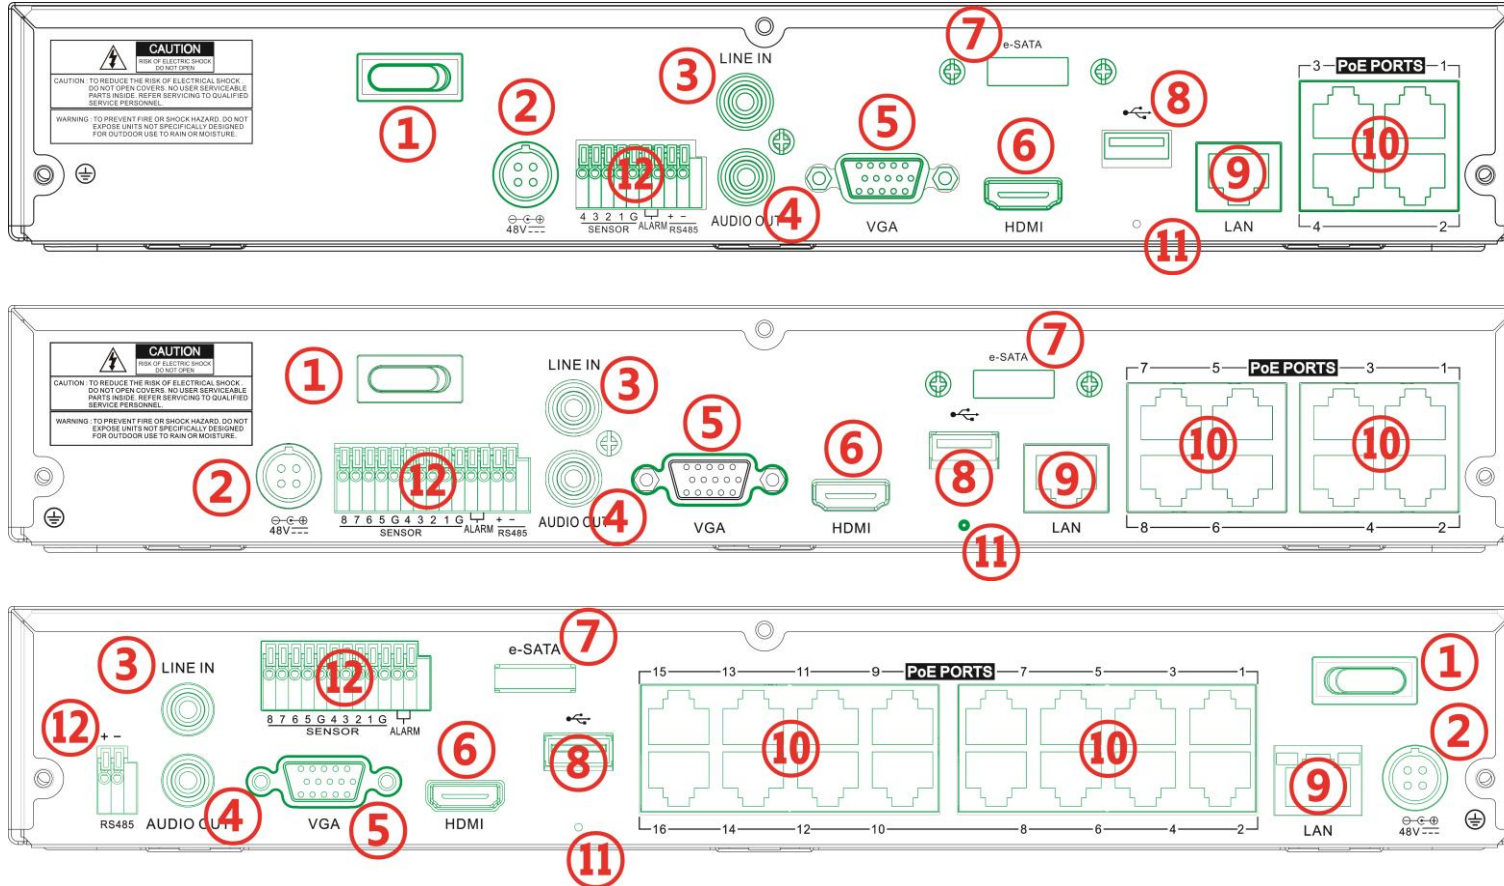 CAUTION
RISK OF ELECTRIC SHOCK
DO NOT OPEN
CAUTION : TO REDUCE THE RISK OF ELECTRICAL SHOCK .
DO NOT OPEN COVERS. NO USER SERVICEABLE
PARTS INSIDE. REFER SERVICING TO QUALIFIED
SERVICE PERSONNEL.
WARNING : TO PREVENT FIRE OR SHOCK HAZARD. DO NOT
EXPOSE UNITS NOT SPECIFICALLY DESIGNED
FOR OUTDOOR USE TO RAIN OR MOISTURE.
1
2
48V
12
4 3 2 1 G
SENSOR
ALARM
+ −
RS485
3
LINE IN
AUDIO OUT
4
5
VGA
6
HDMI
7
e-SATA
8
11
9
LAN
3 PoE PORTS 1
10
4 2
CAUTION
RISK OF ELECTRIC SHOCK
DO NOT OPEN
CAUTION : TO REDUCE THE RISK OF ELECTRICAL SHOCK .
DO NOT OPEN COVERS. NO USER SERVICEABLE
PARTS INSIDE. REFER SERVICING TO QUALIFIED
SERVICE PERSONNEL.
WARNING : TO PREVENT FIRE OR SHOCK HAZARD. DO NOT
EXPOSE UNITS NOT SPECIFICALLY DESIGNED
FOR OUTDOOR USE TO RAIN OR MOISTURE.
1
2
48V
12
8 7 6 5 G 4 3 2 1 G
SENSOR
ALARM
+ −
RS485
LINE IN
3
AUDIO OUT
4
5
VGA
6
HDMI
7
e-SATA
8
11
9
LAN
7 5 PoE PORTS 3 1
10 10
8 6 4 2
3
LINE IN
12
+ −
RS485
AUDIO OUT
4
12
8 7 6 5 G 4 3 2 1 G
SENSOR
ALARM
VGA
5
6
HDMI
7
e-SATA
8
11
15 13 11 9 PoE PORTS 7 5 3 1
10 10
16 14 12 10 8 6 4 2
1
2
9
LAN
48V